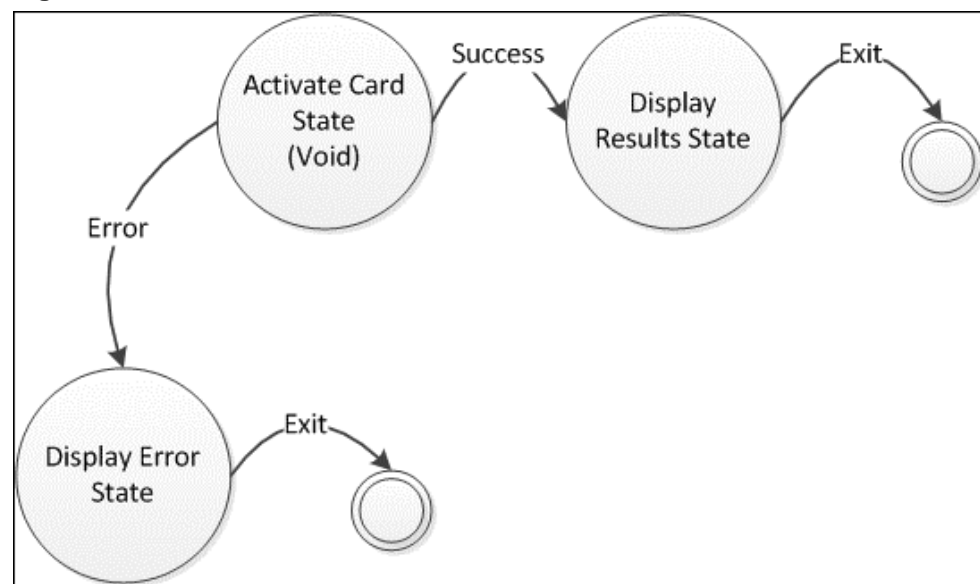 Activate Card
State
(Void)
Success
Display
Results State
Exit
Error
Display Error
State
Exit